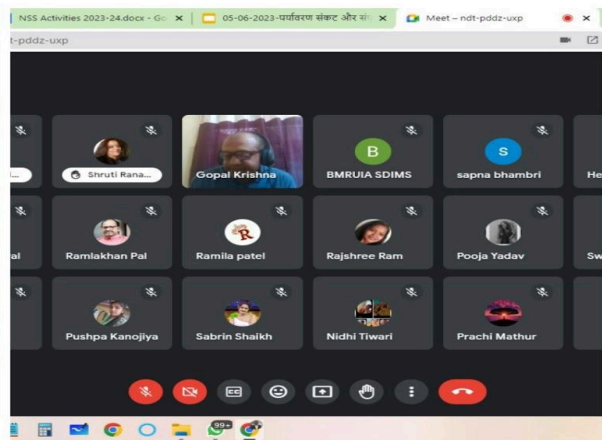 NSS Activities 2023-24.docx - Go
05-06-2023-पर्यावरण संकट और सं
Meet – ndt-pddz-uxp
t-pddz-uxp
Shruti Rana...
Gopal Krishna
B
BMRUIA SDIMS
S
sapna bhambri
He
al
Ramlakhan Pal
R
Ramila patel
Rajshree Ram
Pooja Yadav
Sw
Pushpa Kanojiya
Sabrin Shaikh
Nidhi Tiwari
Prachi Mathur
CC
99+